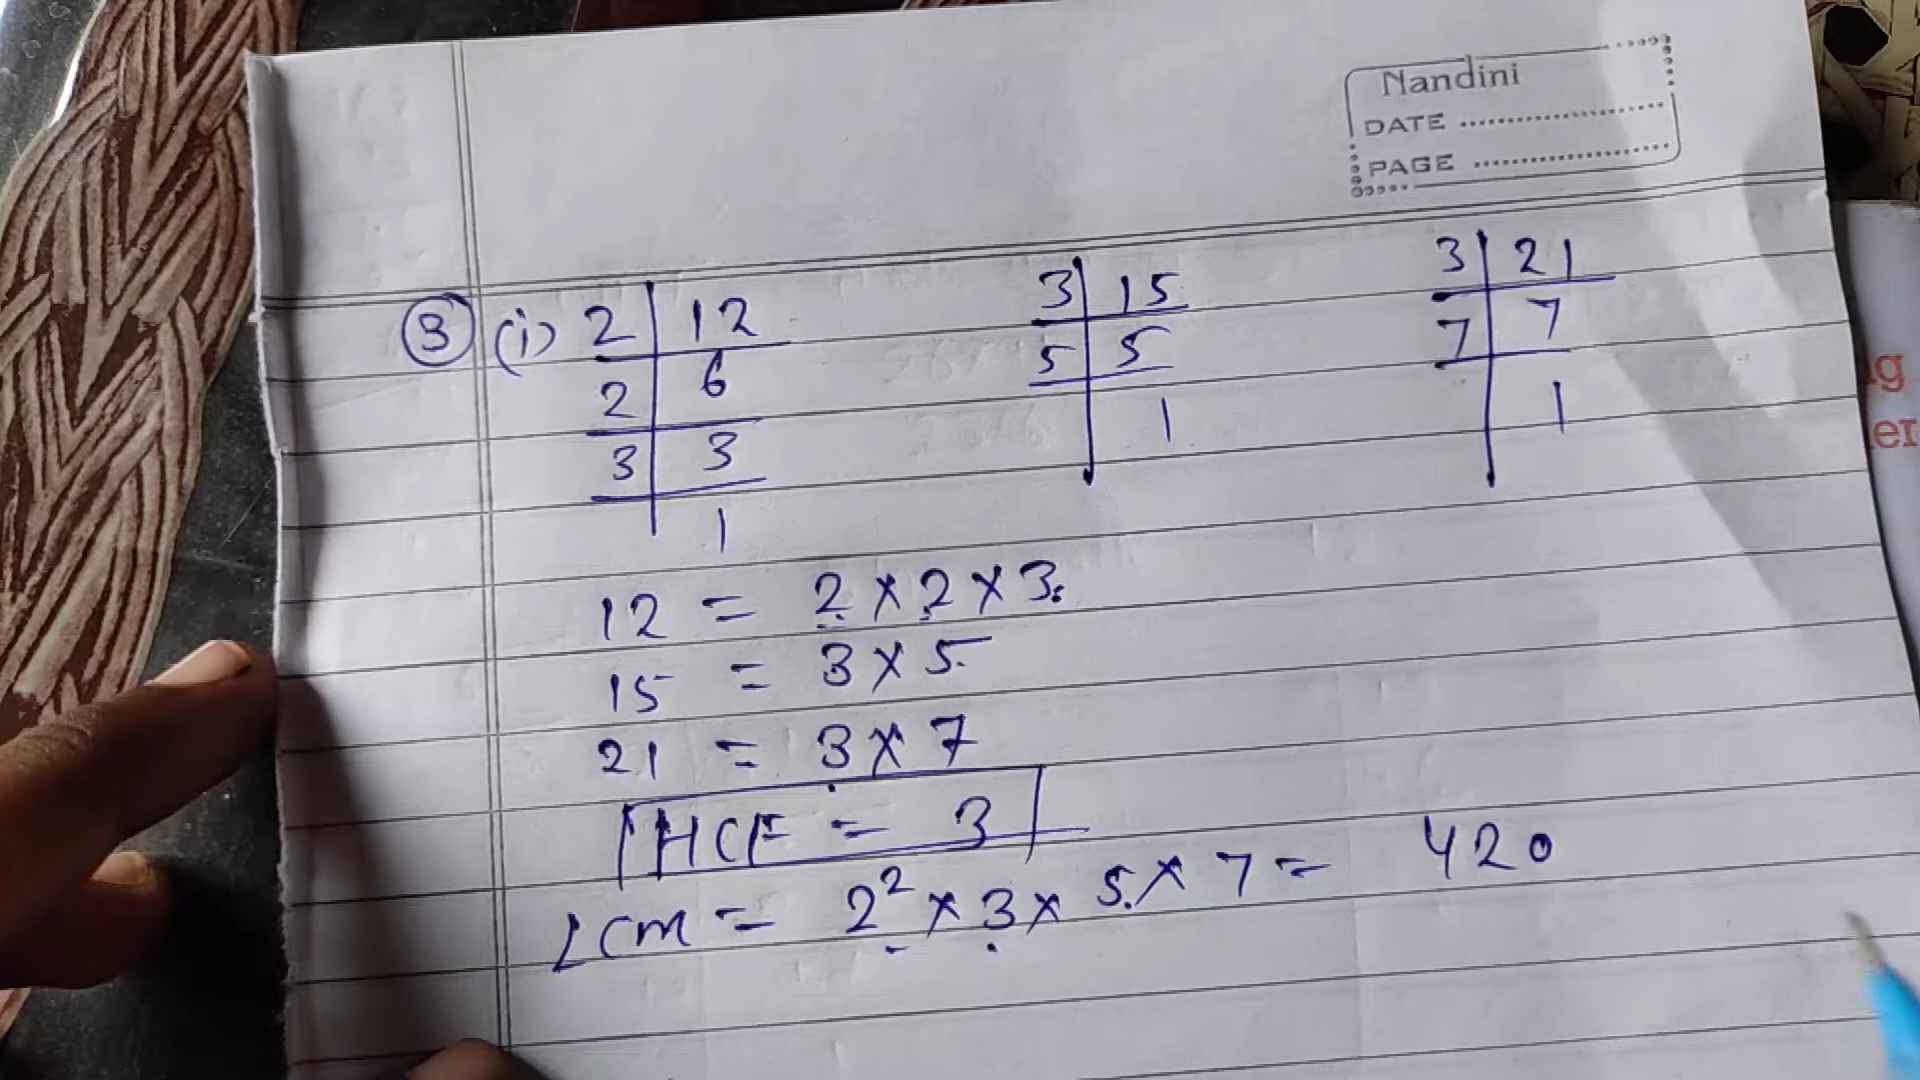 Nandini
DATE
PAGE
3 (i) 2 | 12
2 | 6
3 | 3
1
3 | 15
5 | 5
1
3 | 21
7 | 7
1
12 = 2 × 2 × 3
15 = 3 × 5
21 = 3 × 7
HCF = 3
LCM = 2² × 3 × 5 × 7 = 420